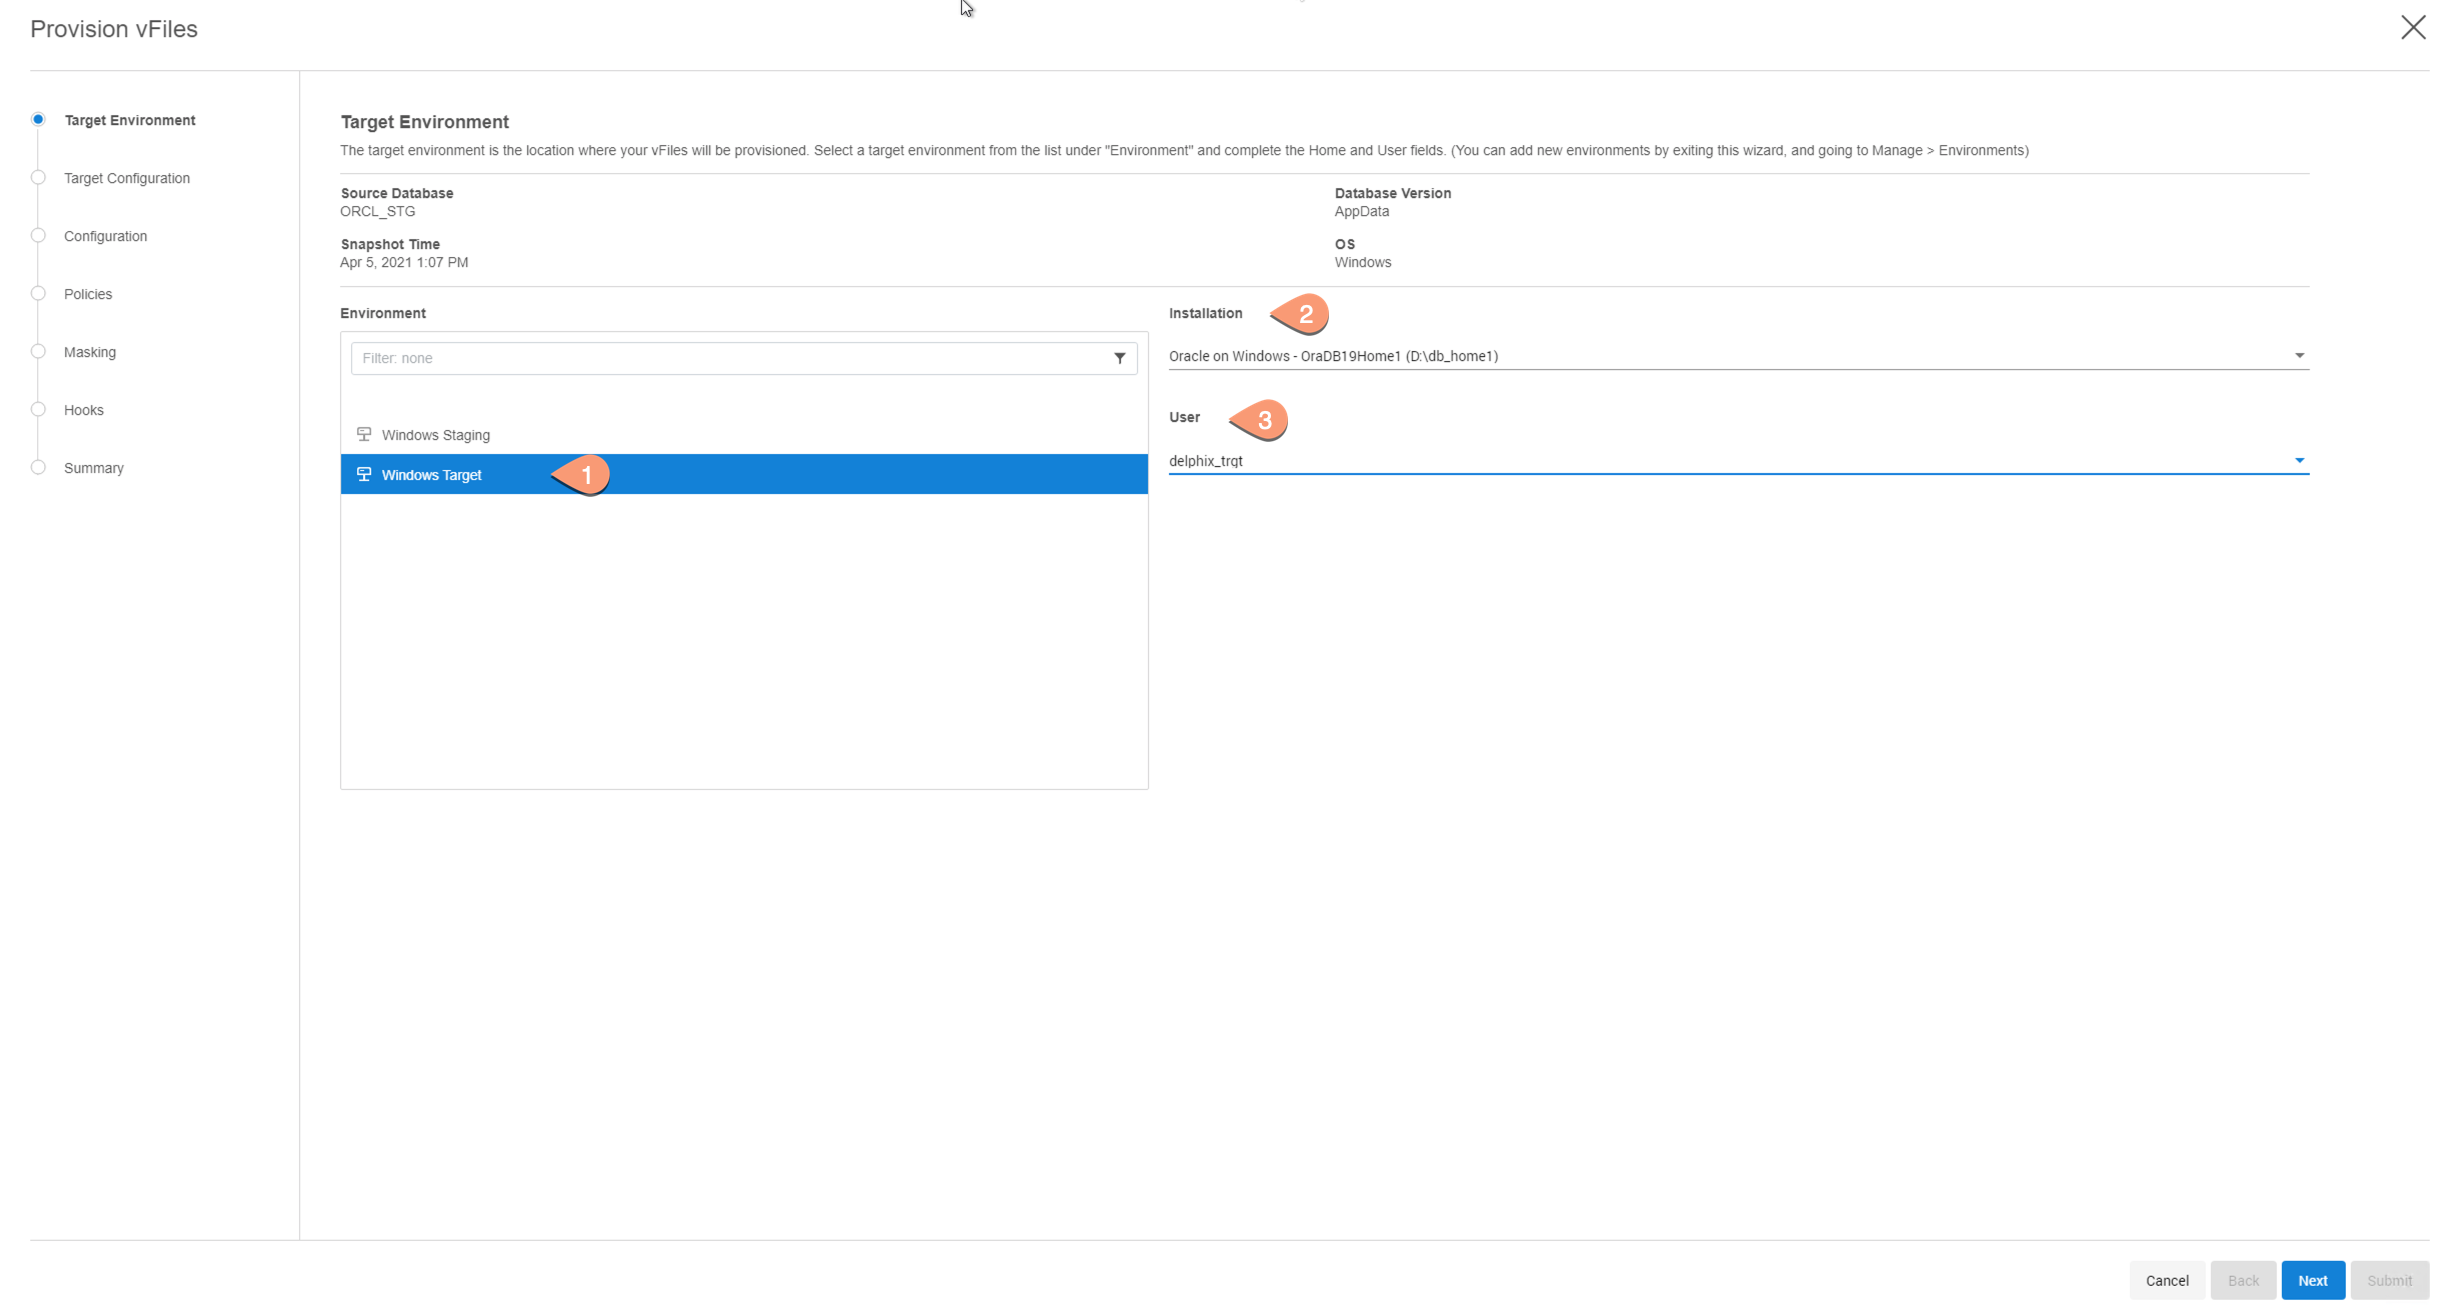 Provision vFiles
Target Environment
Target Configuration
Configuration
Policies
Masking
Hooks
Summary
Target Environment
The target environment is the location where your vFiles will be provisioned. Select a target environment from the list under "Environment" and complete the Home and User fields. (You can add new environments by exiting this wizard, and going to Manage > Environments)
Source Database
ORCL_STG
Database Version
AppData
Snapshot Time
Apr 5, 2021 1:07 PM
OS
Windows
Environment
Filter: none
Windows Staging
Windows Target
1
Installation
2
Oracle on Windows - OraDB19Home1 (D:\db_home1)
User
3
delphix_trgt
Cancel
Back
Next
Submit